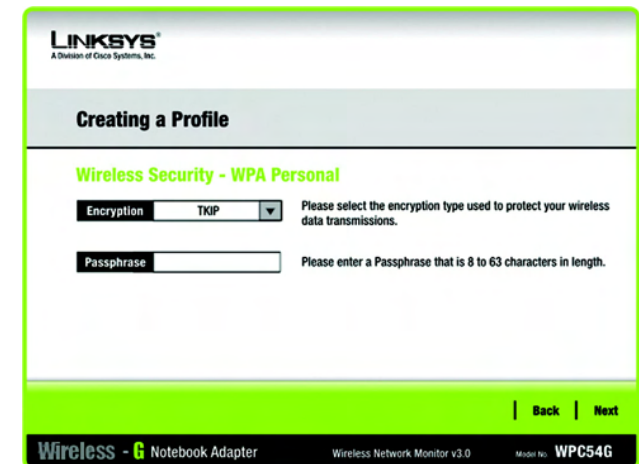 LINKSYS®
A Division of Cisco Systems, Inc.
Creating a Profile
Wireless Security - WPA Personal
Encryption TKIP Please select the encryption type used to protect your wireless
data transmissions.
Passphrase Please enter a Passphrase that is 8 to 63 characters in length.
Back Next
Wireless - G Notebook Adapter Wireless Network Monitor v3.0 Model No. WPC54G